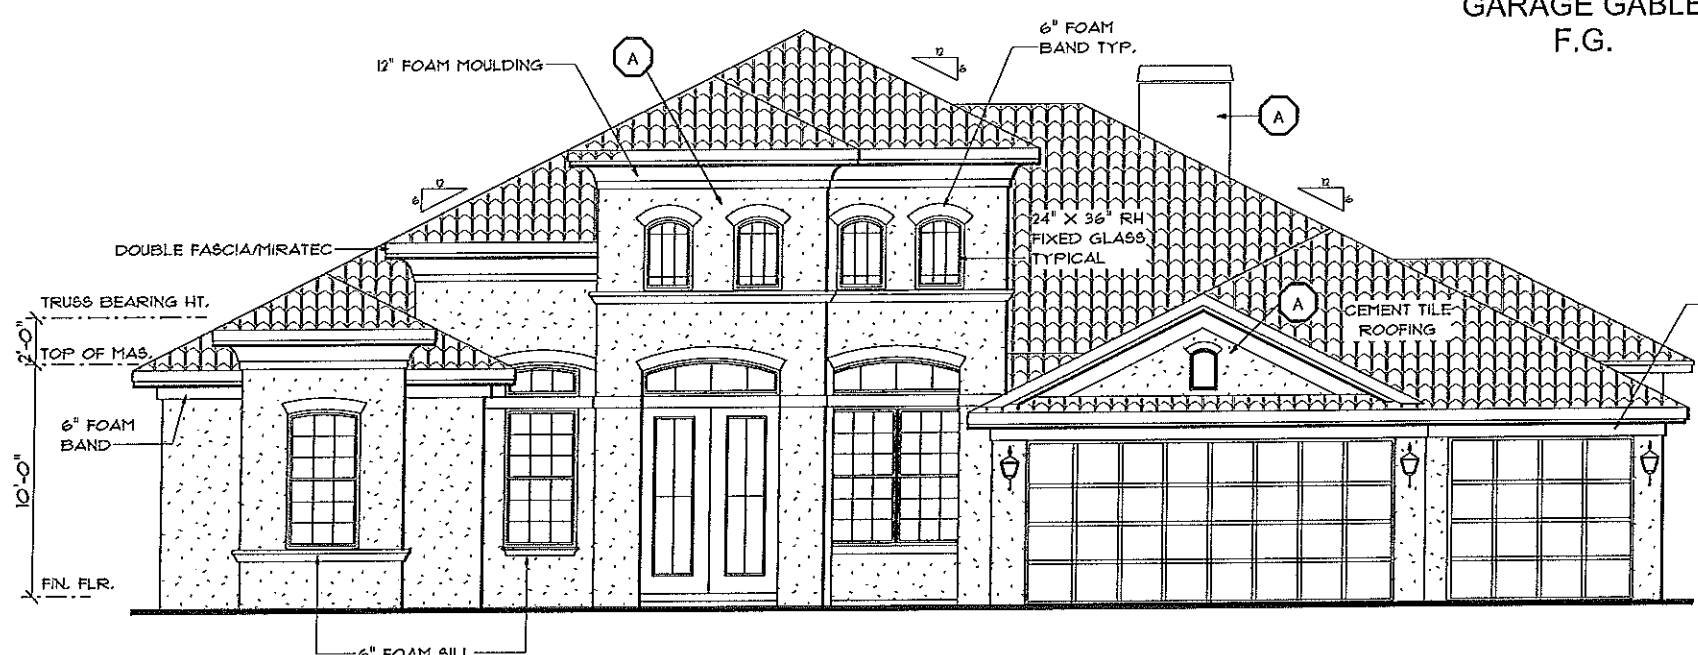 GARAGE GABLE
F.G.
6" FOAM
BAND TYP.
12" FOAM MOULDING
A
12
6
A
12
6
12
6
24" X 36" RH
FIXED GLASS
TYPICAL
DOUBLE FASCIA/MIRATEC
TRUSS BEARING HT.
2'-0"
TOP OF MAS.
A
CEMENT TILE
ROOFING
6" FOAM
BAND
10'-0"
FIN. FLR.
6" FOAM SILL